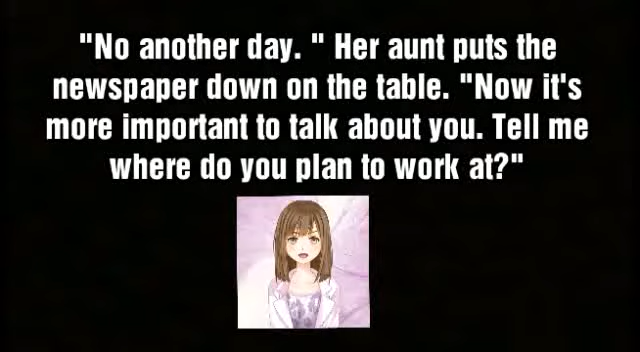 "No another day. " Her aunt puts the
newspaper down on the table. "Now it's
more important to talk about you. Tell me
where do you plan to work at?"